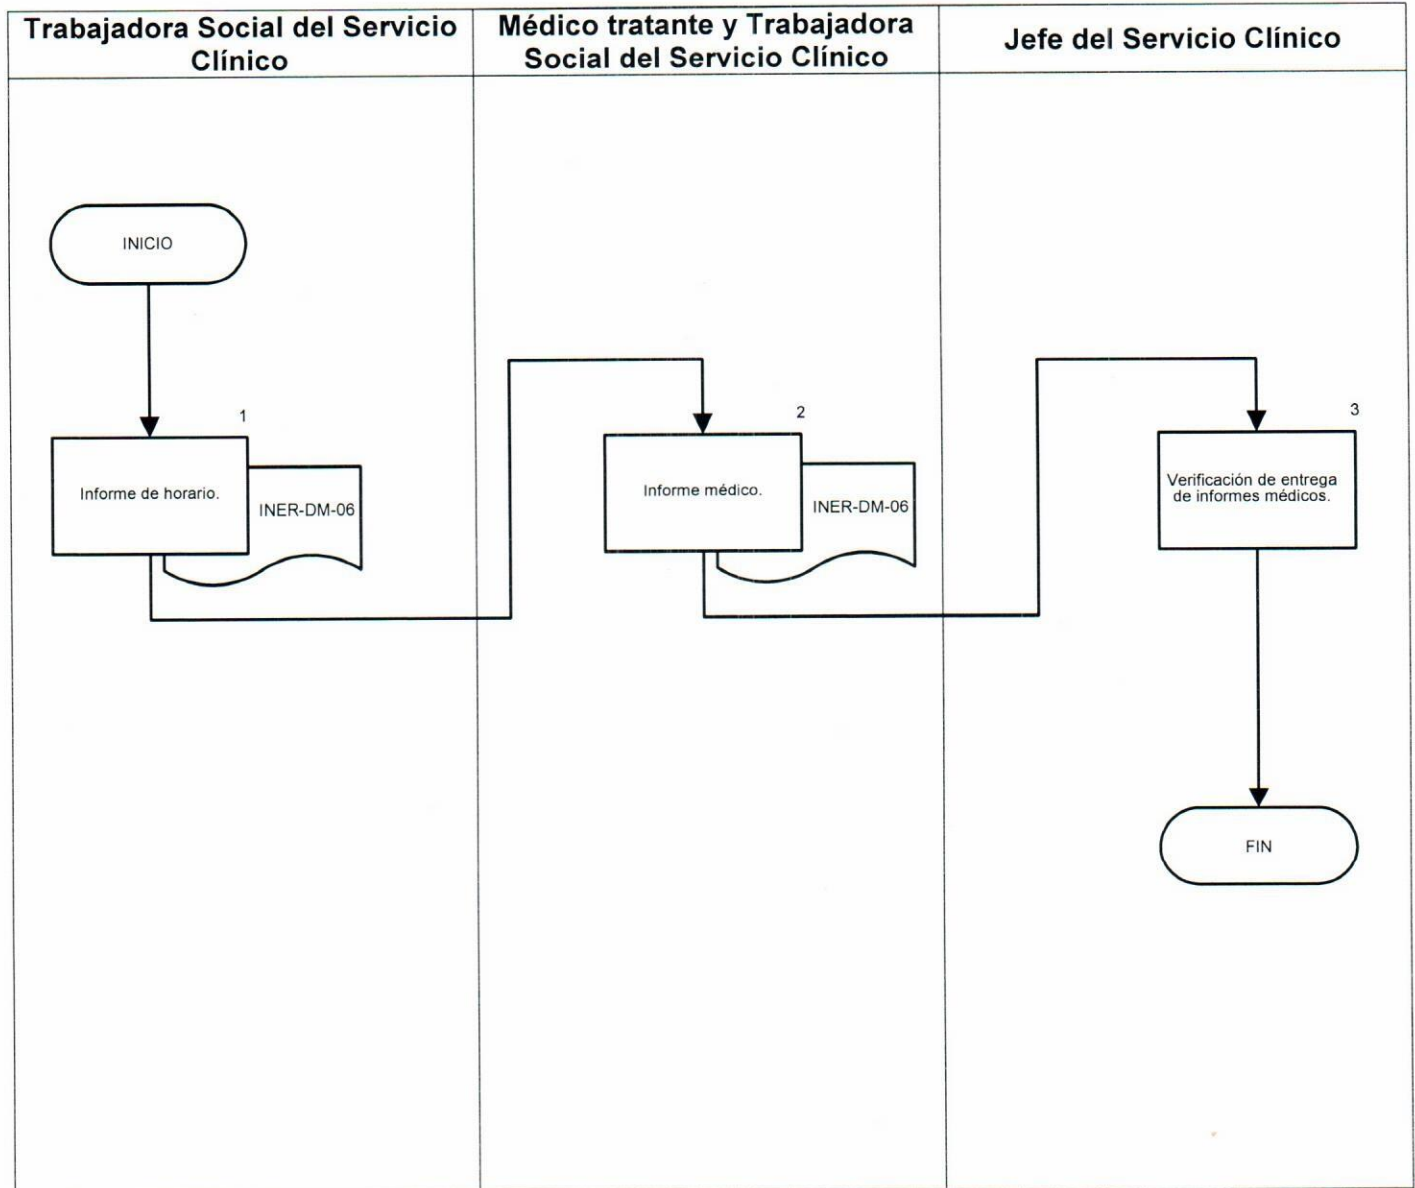 Trabajadora Social del Servicio
Clínico
Médico tratante y Trabajadora
Social del Servicio Clínico
Jefe del Servicio Clínico
INICIO
1
Informe de horario.
INER-DM-06
2
Informe médico.
INER-DM-06
3
Verificación de entrega
de informes médicos.
FIN